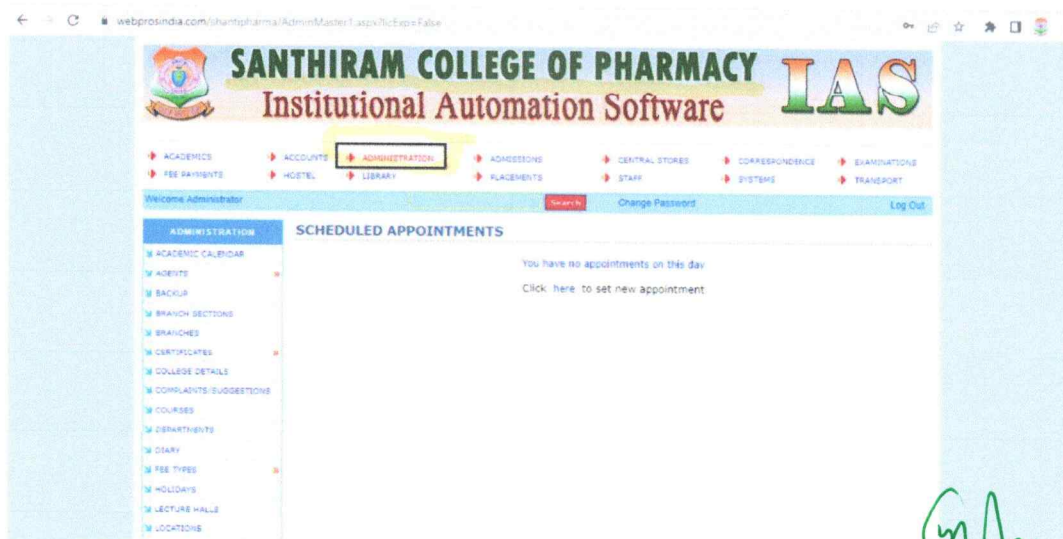 webprosindia.com/shantipharma/AdminMaster1.aspx?licExp=False
SANTHIRAM COLLEGE OF PHARMACY
Institutional Automation Software
IAS
ACADEMICS ACCOUNTS ADMINISTRATION ADMISSIONS CENTRAL STORES CORRESPONDENCE EXAMINATIONS
FEE PAYMENTS HOSTEL LIBRARY PLACEMENTS STAFF SYSTEMS TRANSPORT
Welcome Administrator Search Change Password Log Out
ADMINISTRATION
ACADEMIC CALENDAR
AGENTS
BACKUP
BRANCH SECTIONS
BRANCHES
CERTIFICATES
COLLEGE DETAILS
COMPLAINTS/SUGGESTIONS
COURSES
DEPARTMENTS
DIARY
FEE TYPES
HOLIDAYS
LECTURE HALLS
LOCATIONS
SCHEDULED APPOINTMENTS
You have no appointments on this day
Click here to set new appointment